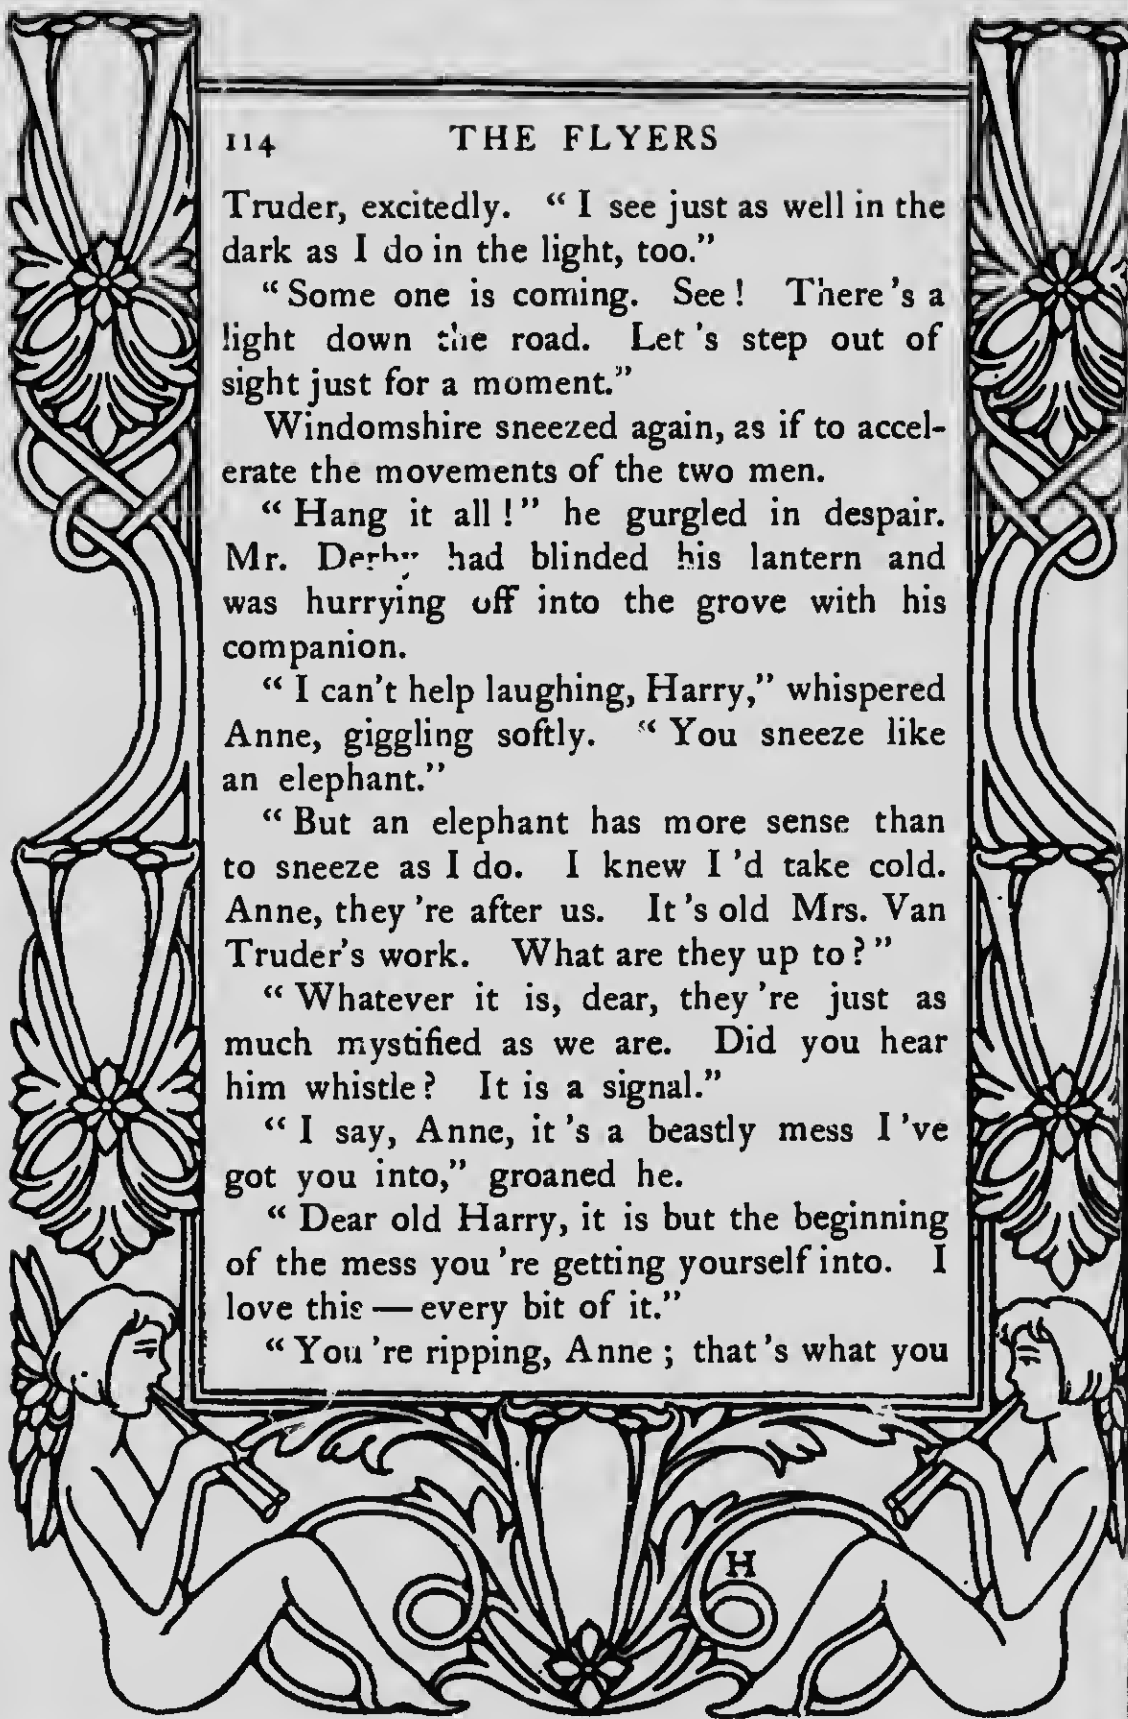 114 THE FLYERS
Truder, excitedly. “I see just as well in the
dark as I do in the light, too.”
“Some one is coming. See! There's a
light down the road. Let's step out of
sight just for a moment.”
Windomshire sneezed again, as if to accel-
erate the movements of the two men.
“Hang it all!” he gurgled in despair.
Mr. Derby had blinded his lantern and
was hurrying off into the grove with his
companion.
“I can't help laughing, Harry,” whispered
Anne, giggling softly. “You sneeze like
an elephant.”
“But an elephant has more sense than
to sneeze as I do. I knew I'd take cold.
Anne, they're after us. It's old Mrs. Van
Truder's work. What are they up to?”
“Whatever it is, dear, they're just as
much mystified as we are. Did you hear
him whistle? It is a signal.”
“I say, Anne, it's a beastly mess I've
got you into,” groaned he.
“Dear old Harry, it is but the beginning
of the mess you're getting yourself into. I
love this — every bit of it.”
“You're ripping, Anne; that's what you
H